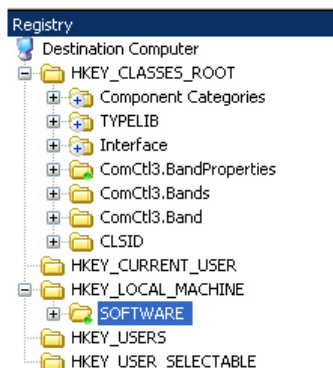 Registry
Destination Computer
HKEY_CLASSES_ROOT
Component Categories
TYPELIB
Interface
ComCtl3.BandProperties
ComCtl3.Bands
ComCtl3.Band
CLSID
HKEY_CURRENT_USER
HKEY_LOCAL_MACHINE
SOFTWARE
HKEY_USERS
HKEY_USER_SELECTABLE